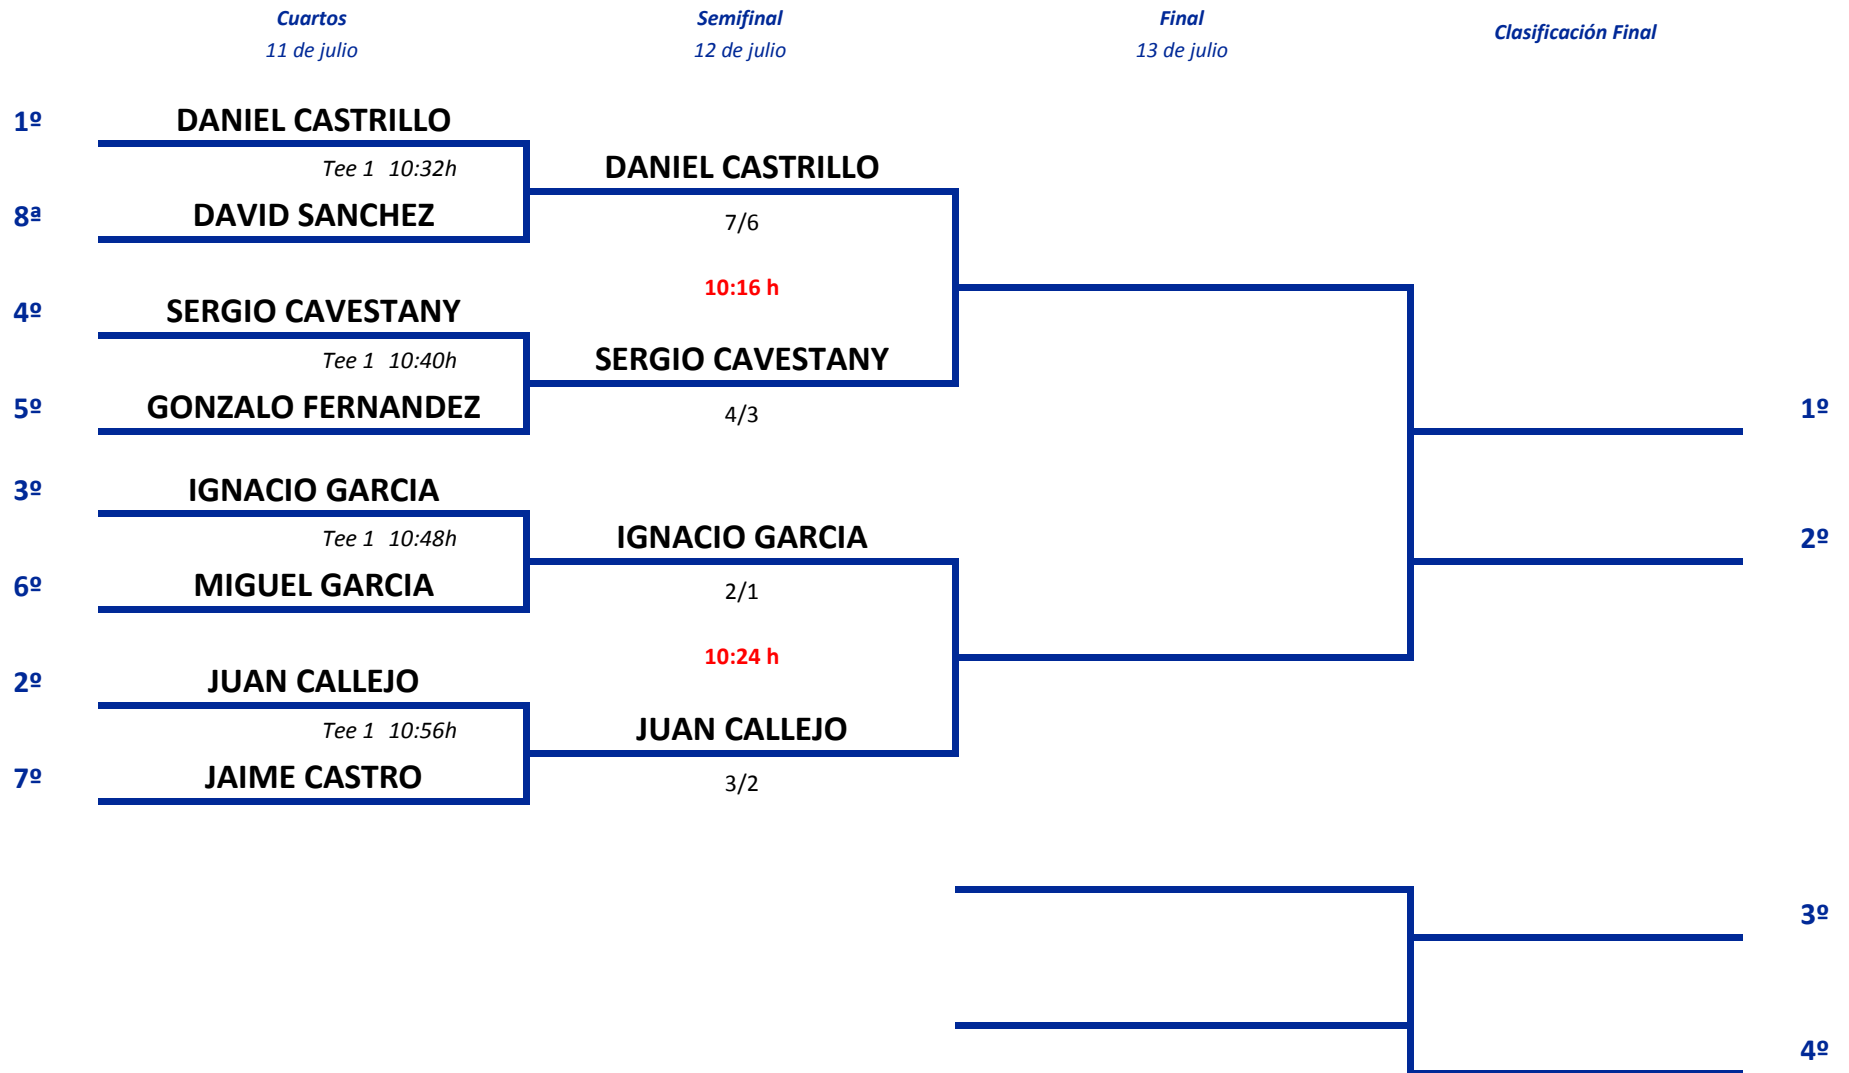 Cuartos
Semifinal
Final
Clasificación Final
11 de julio
12 de julio
13 de julio
1º
DANIEL CASTRILLO
Tee 1 10:32h
DANIEL CASTRILLO
8ª
DAVID SANCHEZ
7/6
10:16 h
4º
SERGIO CAVESTANY
Tee 1 10:40h
SERGIO CAVESTANY
5º
GONZALO FERNANDEZ
4/3
1º
3º
IGNACIO GARCIA
Tee 1 10:48h
IGNACIO GARCIA
2º
6º
MIGUEL GARCIA
2/1
10:24 h
2º
JUAN CALLEJO
Tee 1 10:56h
JUAN CALLEJO
7º
JAIME CASTRO
3/2
3º
4º